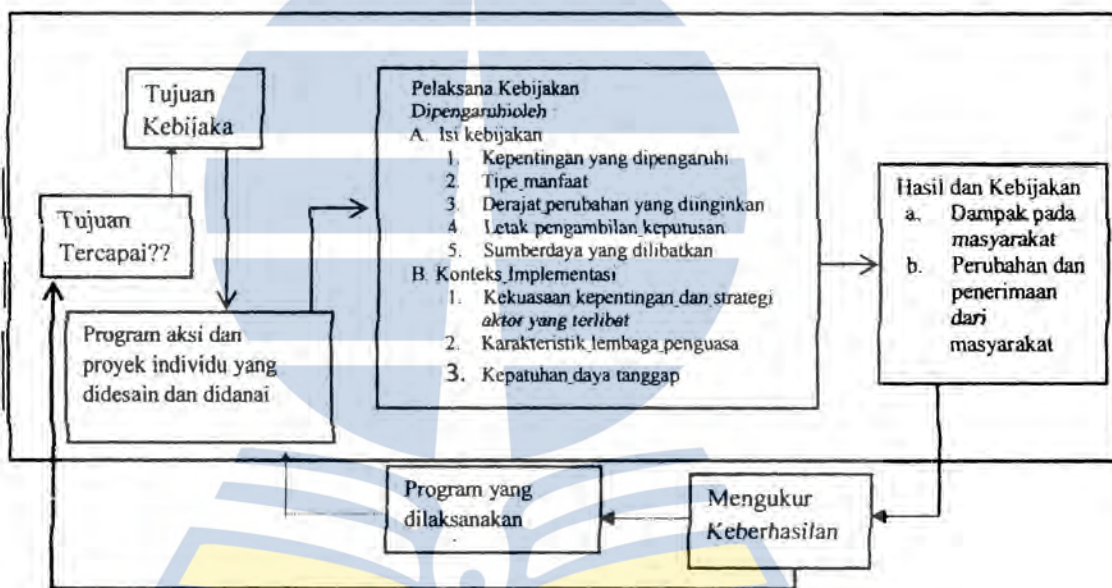 Tujuan
Kebijaka
Tujuan
Tercapai??
Program aksi dan
proyek individu yang
didesain dan didanai
Pelaksana Kebijakan
Dipengaruhioleh :
A. Isi kebijakan
1. Kepentingan yang dipengaruhi
2. Tipe manfaat
3. Derajat perubahan yang diinginkan
4. Letak pengambilan keputusan
5. Sumberdaya yang dilibatkan
B. Konteks Implementasi
1. Kekuasaan kepentingan dan strategi
aktor yang terlibat
2. Karakteristik lembaga penguasa
3. Kepatuhan daya tanggap
Hasil dan Kebijakan
a. Dampak pada
masyarakat
b. Perubahan dan
penerimaan
dari
masyarakat
Program yang
dilaksanakan
Mengukur
Keberhasilan